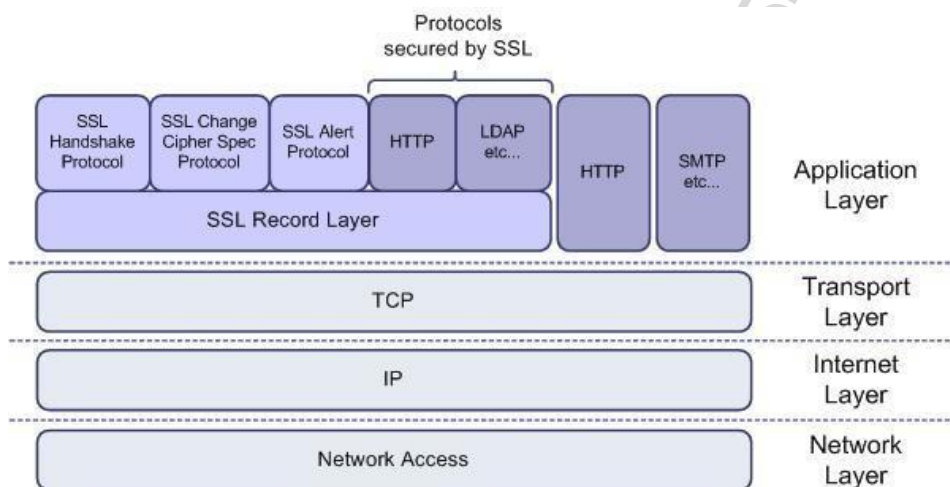 Protocols
secured by SSL
SSL
Handshake
Protocol
SSL Change
Cipher Spec
Protocol
SSL Alert
Protocol
HTTP
LDAP
etc...
HTTP
SMTP
etc...
Application
Layer
SSL Record Layer
TCP
Transport
Layer
IP
Internet
Layer
Network Access
Network
Layer